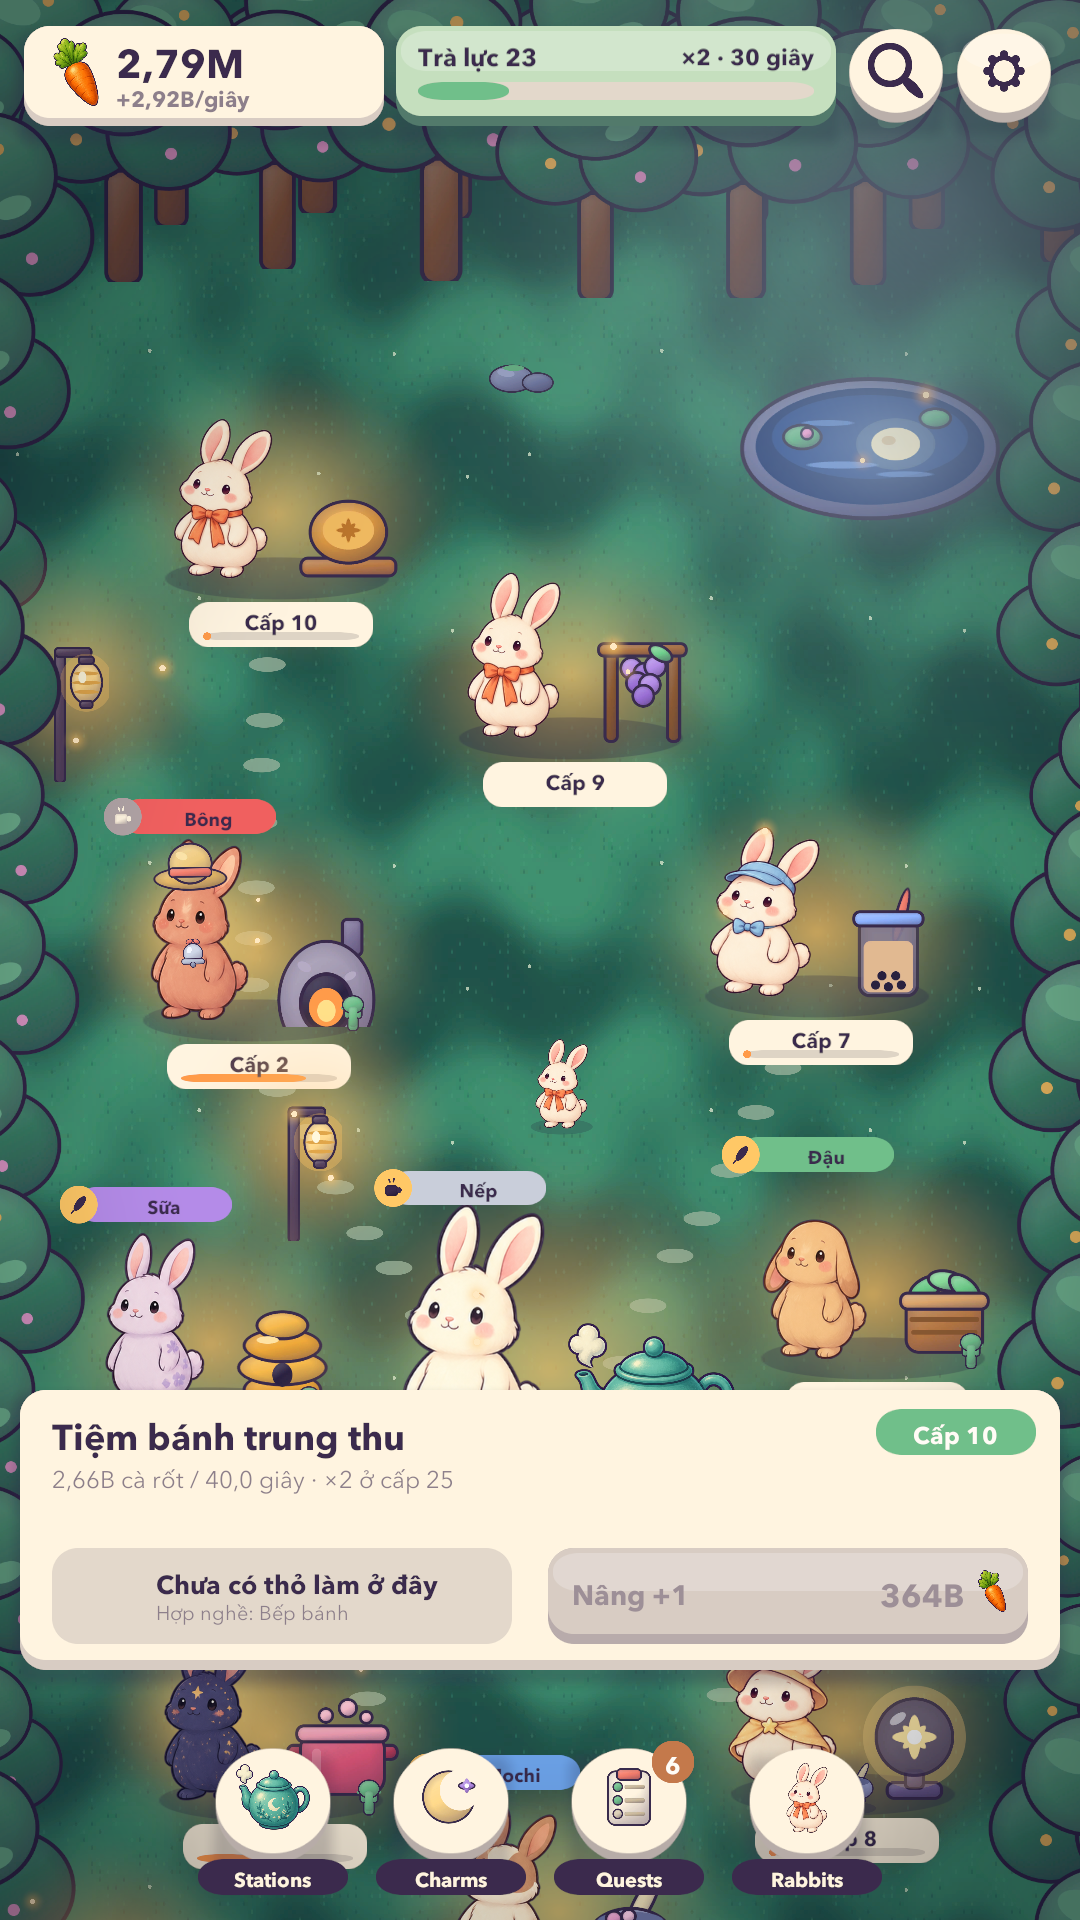 2,79M
+2,92B/giây
Trà lực 23
×2 · 30 giây
Cấp 10
Cấp 9
Bông
Cấp 2
Cấp 7
Đậu
Nếp
Sữa
Tiệm bánh trung thu
Cấp 10
2,66B cà rốt / 40,0 giây · ×2 ở cấp 25
Chưa có thỏ làm ở đây
Hợp nghề: Bếp bánh
Nâng +1
364B
6
8
Stations
Charms
Quests
Rabbits